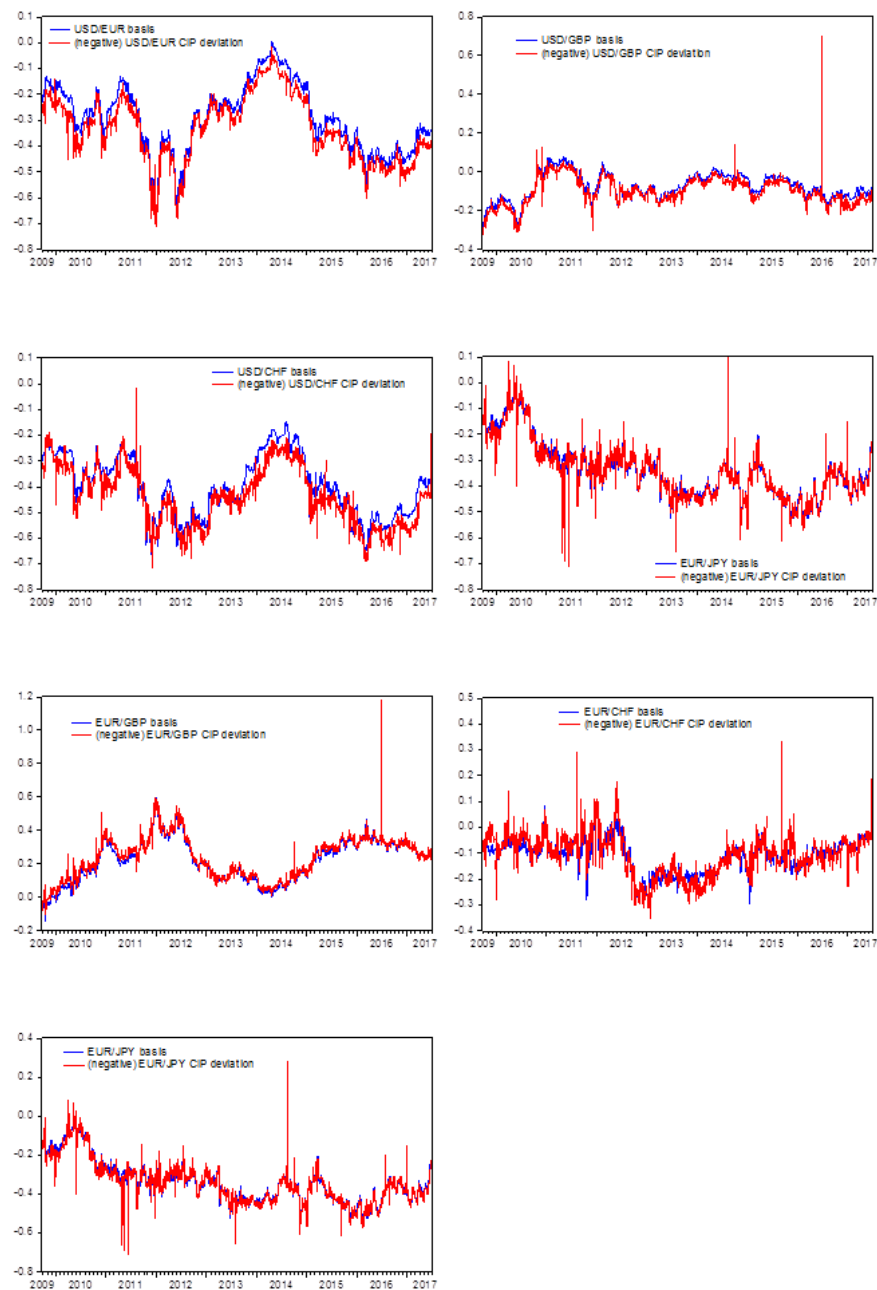 USD/EUR basis
(negative) USD/EUR CIP deviation
0.1
0.0
-0.1
-0.2
-0.3
-0.4
-0.5
-0.6
-0.7
-0.8
2009 2010 2011 2012 2013 2014 2015 2016 2017
USD/GBP basis
(negative) USD/GBP CIP deviation
0.8
0.6
0.4
0.2
0.0
-0.2
-0.4
2009 2010 2011 2012 2013 2014 2015 2016 2017
USD/CHF basis
(negative) USD/CHF CIP deviation
0.1
0.0
-0.1
-0.2
-0.3
-0.4
-0.5
-0.6
-0.7
-0.8
2009 2010 2011 2012 2013 2014 2015 2016 2017
0.1
0.0
-0.1
-0.2
-0.3
-0.4
-0.5
-0.6
-0.7
-0.8
EUR/JPY basis
(negative) EUR/JPY CIP deviation
2009 2010 2011 2012 2013 2014 2015 2016 2017
EUR/GBP basis
(negative) EUR/GBP CIP deviation
1.2
1.0
0.8
0.6
0.4
0.2
0.0
-0.2
2009 2010 2011 2012 2013 2014 2015 2016 2017
EUR/CHF basis
(negative) EUR/CHF CIP deviation
0.5
0.4
0.3
0.2
0.1
0.0
-0.1
-0.2
-0.3
-0.4
2009 2010 2011 2012 2013 2014 2015 2016 2017
EUR/JPY basis
(negative) EUR/JPY CIP deviation
0.4
0.2
0.0
-0.2
-0.4
-0.6
-0.8
2009 2010 2011 2012 2013 2014 2015 2016 2017